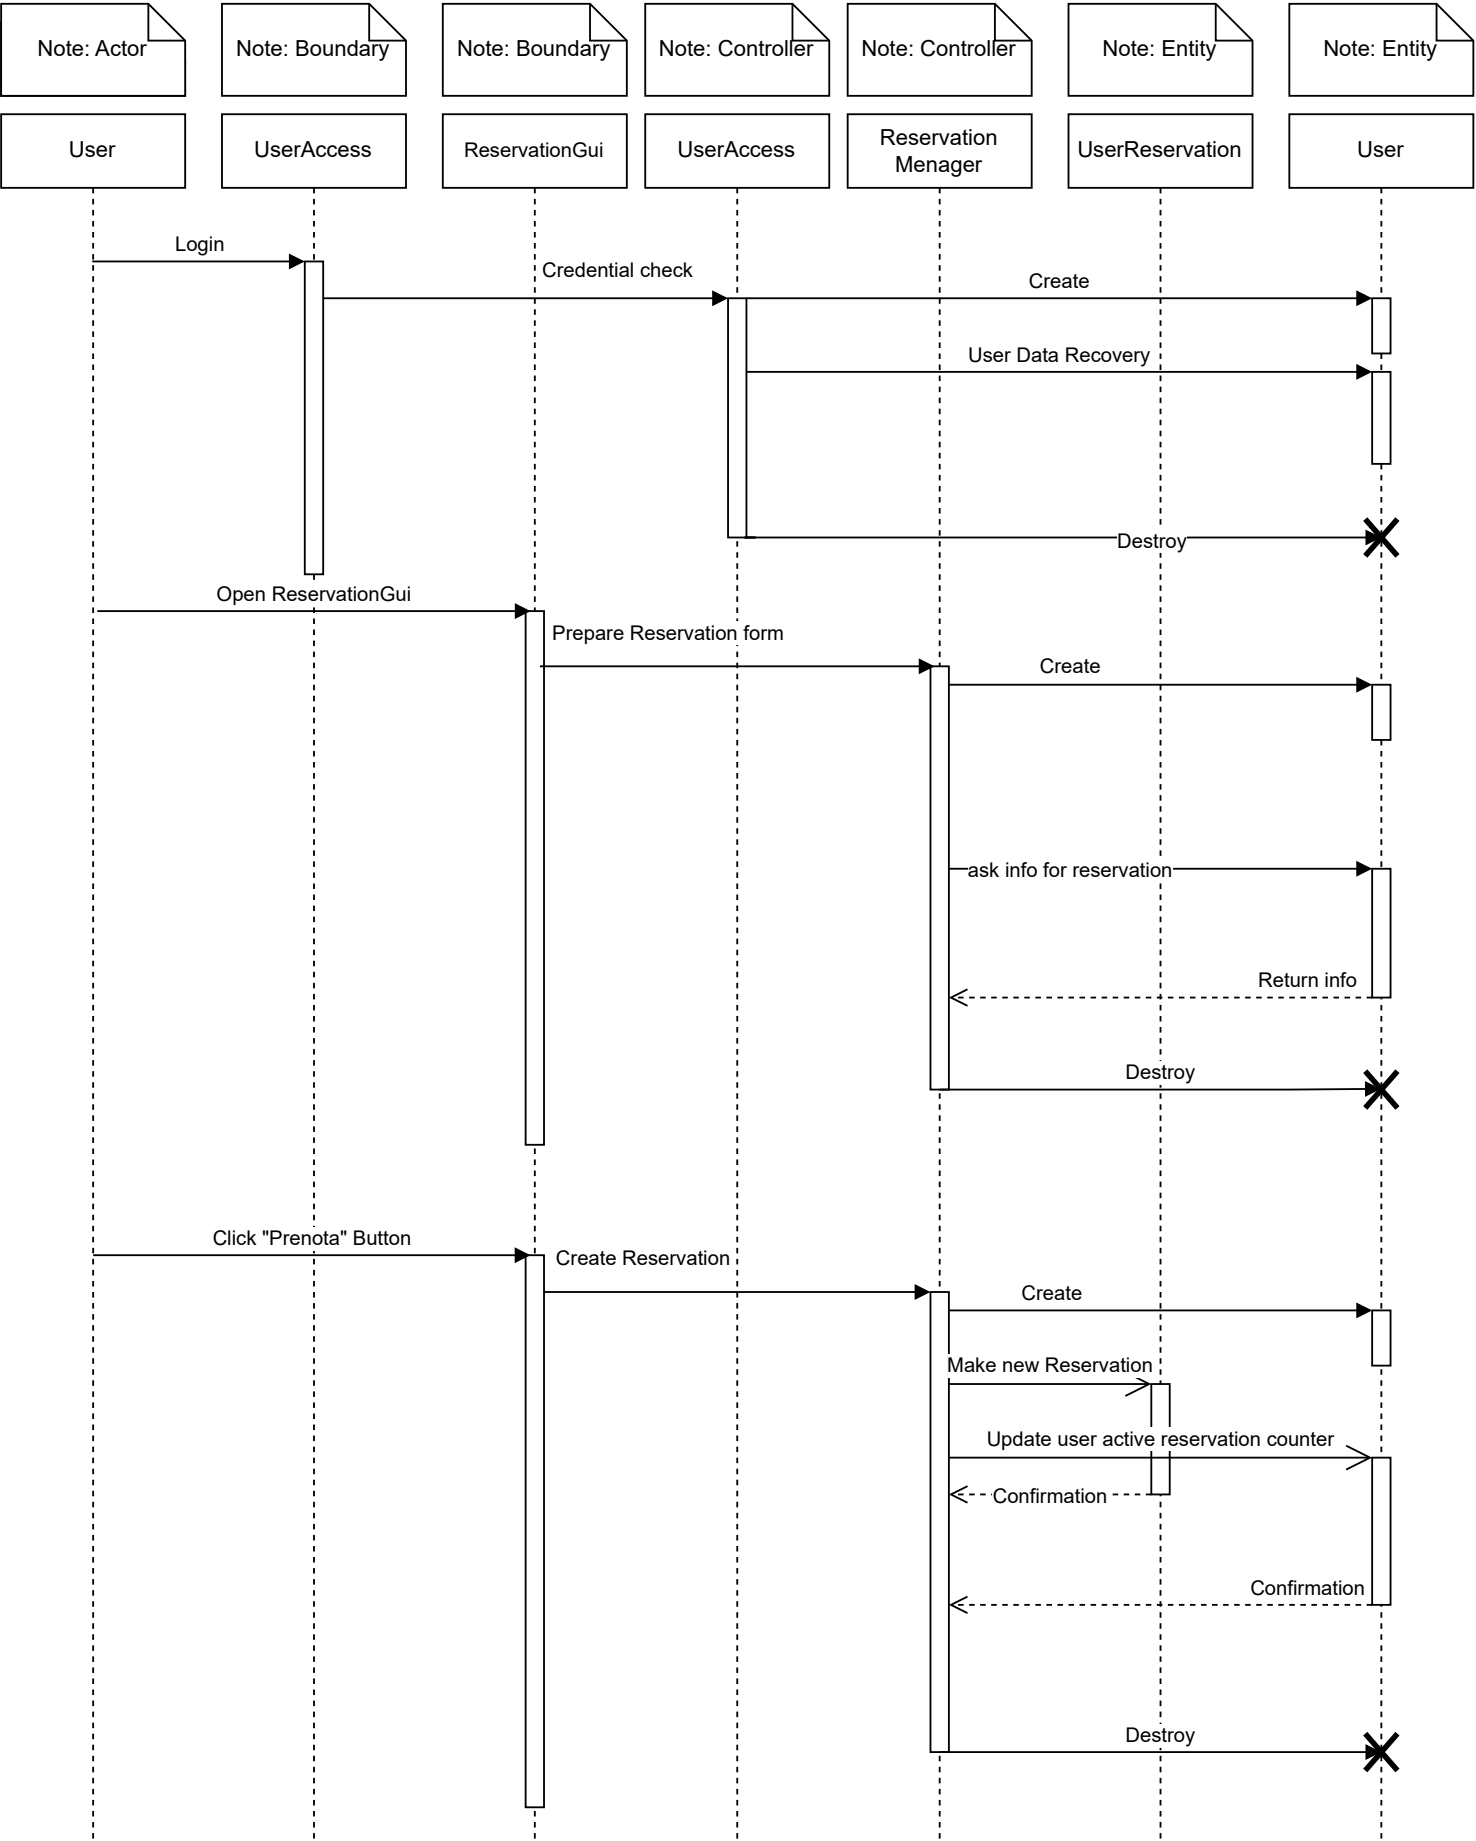 Note: Actor
Note: Boundary
Note: Boundary
Note: Controller
Note: Controller
Note: Entity
Note: Entity
User
UserAccess
ReservationGui
UserAccess
Reservation
Menager
UserReservation
User
Login
Credential check
Create
User Data Recovery
Destroy
Open ReservationGui
Prepare Reservation form
Create
ask info for reservation
Return info
Destroy
Click "Prenota" Button
Create Reservation
Create
Make new Reservation
Update user active reservation counter
Confirmation
Confirmation
Destroy